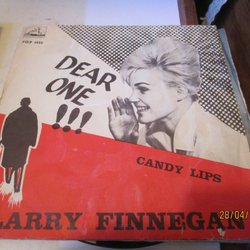 DEAR
ONE !!!
CANDY LIPS
LARRY FINNEGAN
28/04/